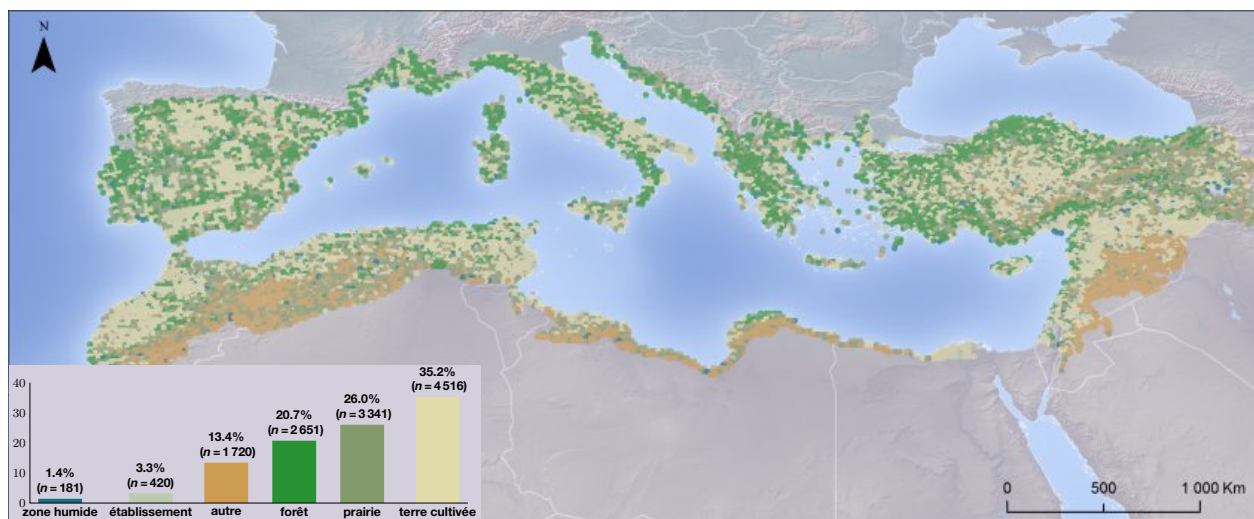 N
40
30
20
10
0
1.4%
(n = 181)
zone humide
3.3%
(n = 420)
établissement
13.4%
(n = 1 720)
autre
20.7%
(n = 2 651)
forêt
26.0%
(n = 3 341)
prairie
35.2%
(n = 4 516)
terre cultivée
0 500 1 000 Km